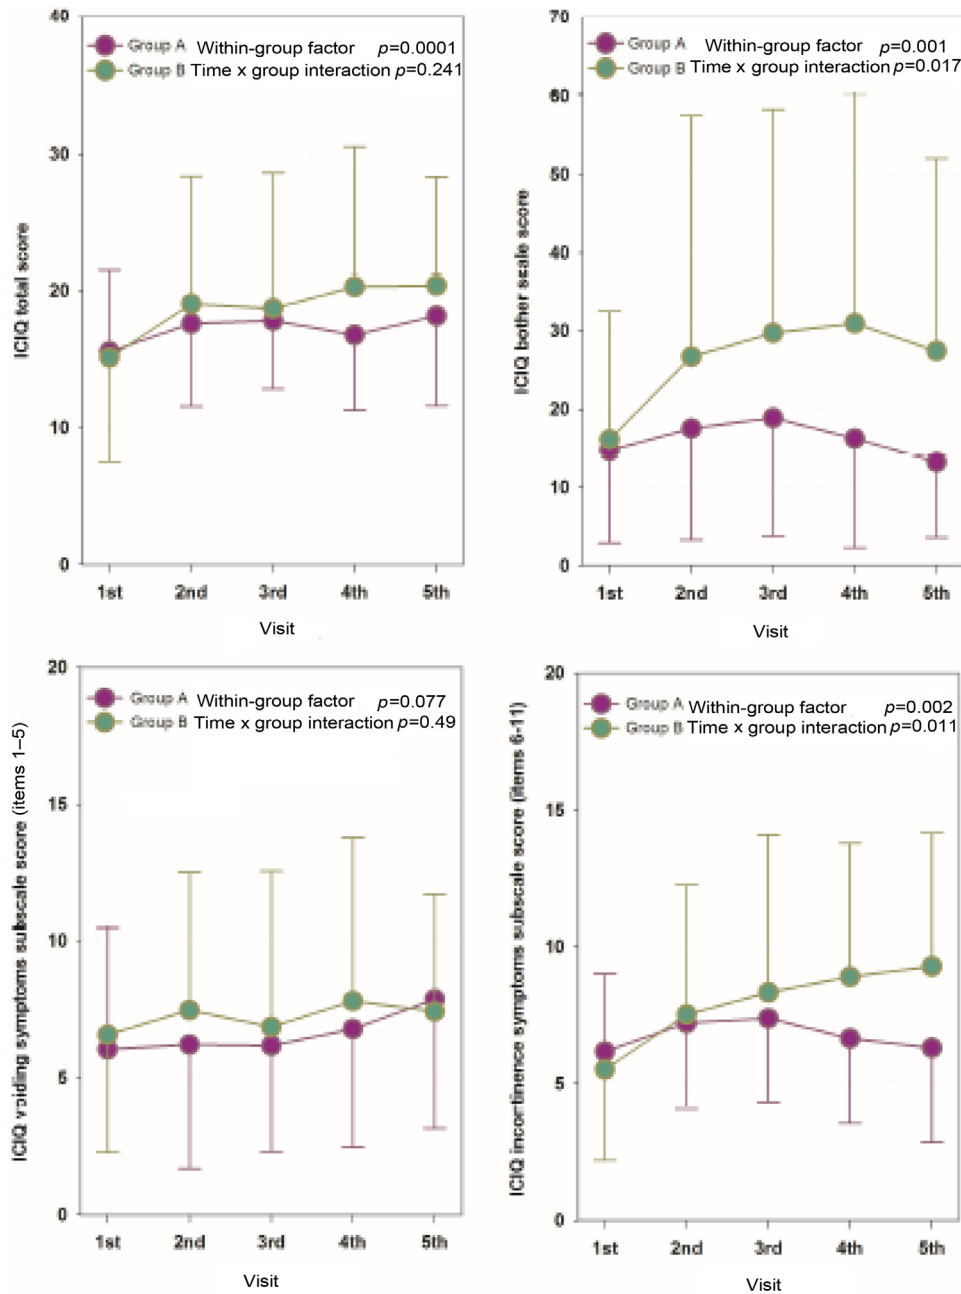 40
Group A Within-group factor p=0.0001
Group B Time x group interaction p=0.241
30
20
10
0
ICIQ total score
1st 2nd 3rd 4th 5th
Visit
70
Group A Within-group factor p=0.001
Group B Time x group interaction p=0.017
60
50
40
30
20
10
0
ICIQ bother scale score
1st 2nd 3rd 4th 5th
Visit
20
Group A Within-group factor p=0.077
Group B Time x group interaction p=0.49
15
10
5
0
ICIQ voiding symptoms subscale score (items 1–5)
1st 2nd 3rd 4th 5th
Visit
20
Group A Within-group factor p=0.002
Group B Time x group interaction p=0.011
15
10
5
0
ICIQ incontinence symptoms subscale score (items 6-11)
1st 2nd 3rd 4th 5th
Visit